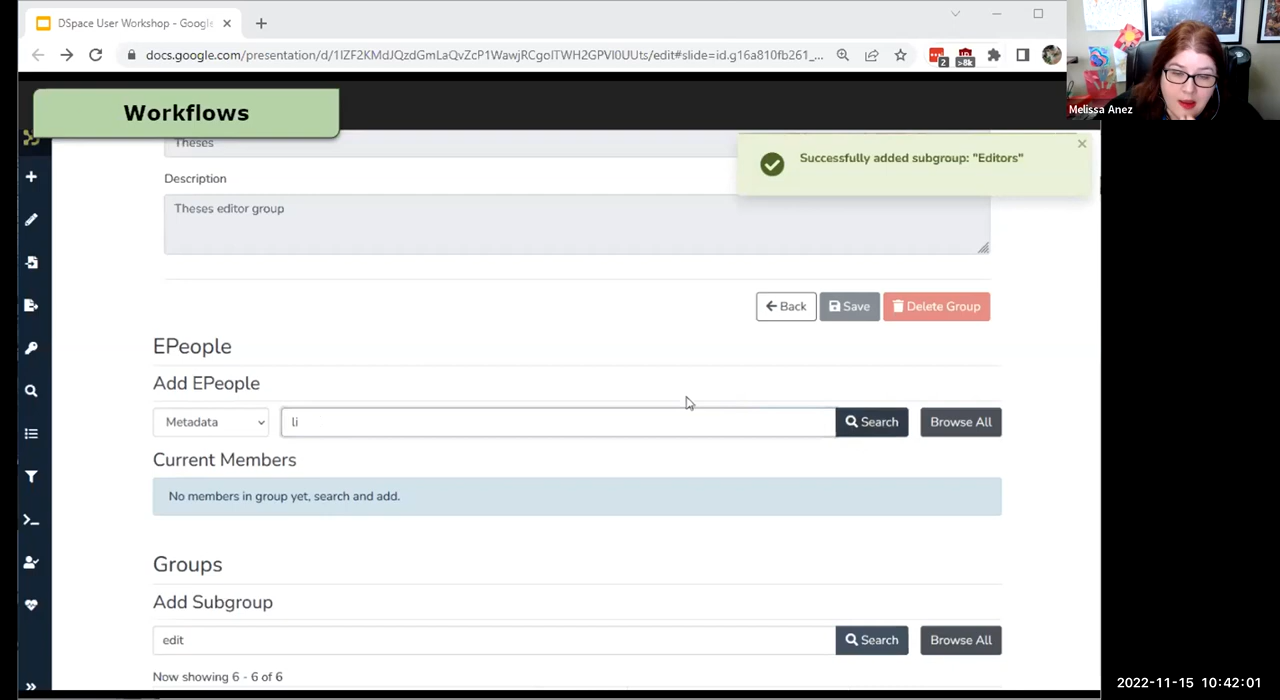 DSpace User Workshop - Googl
docs.google.com/presentation/d/1IZF2KMdJQzdGmLaQvZcP1WawjRCgolTWH2GPVl0UUts/edit#slide=id.g16a810fb261_...
2
>8k
Melissa Anez
Workflows
Theses
Successfully added subgroup: "Editors"
Description
Theses editor group
Back
Save
Delete Group
EPeople
Add EPeople
Metadata
li
Search
Browse All
Current Members
No members in group yet, search and add.
Groups
Add Subgroup
edit
Search
Browse All
Now showing 6 - 6 of 6
2022-11-15 10:42:01